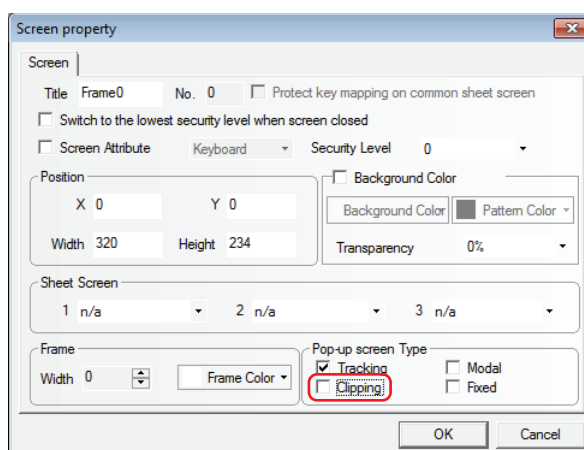 Screen property
Screen
Title Frame0 No. 0 Protect key mapping on common sheet screen
Switch to the lowest security level when screen closed
Screen Attribute Keyboard Security Level 0
Position
X 0 Y 0
Width 320 Height 234
Background Color
Background Color Pattern Color
Transparency 0%
Sheet Screen
1 n/a 2 n/a 3 n/a
Frame
Width 0 Frame Color
Pop-up screen Type
Tracking Modal
Clipping Fixed
OK Cancel